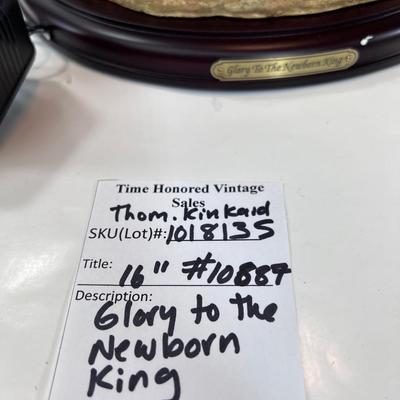 Glory To The Newborn King
Time Honored Vintage
Sales
Thom. Kinkaid
SKU(Lot)#: 1018135
Title: 16" #10887
Description:
Glory to the
Newborn
King